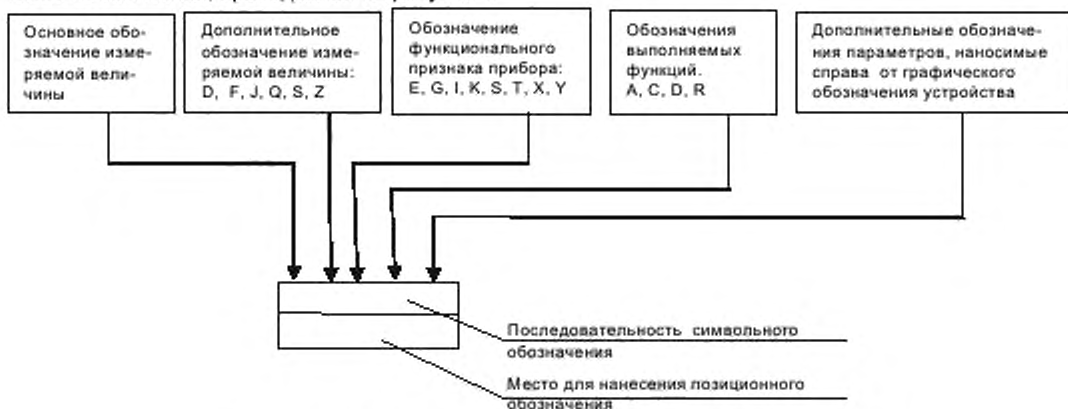 Основное обо-
значение изме-
ряемой вели-
чины
Дополнительное
обозначение изме-
ряемой величины:
D, F, J, Q, S, Z
Обозначение
функционального
признака прибора:
E, G, I, K, S, T, X, Y
Обозначения
выполняемых
функций.
A, C, D, R
Дополнительные обозначе-
ния параметров, наносимые
справа от графического
обозначения устройства
Последовательность символьного
обозначения
Место для нанесения позиционного
обозначения